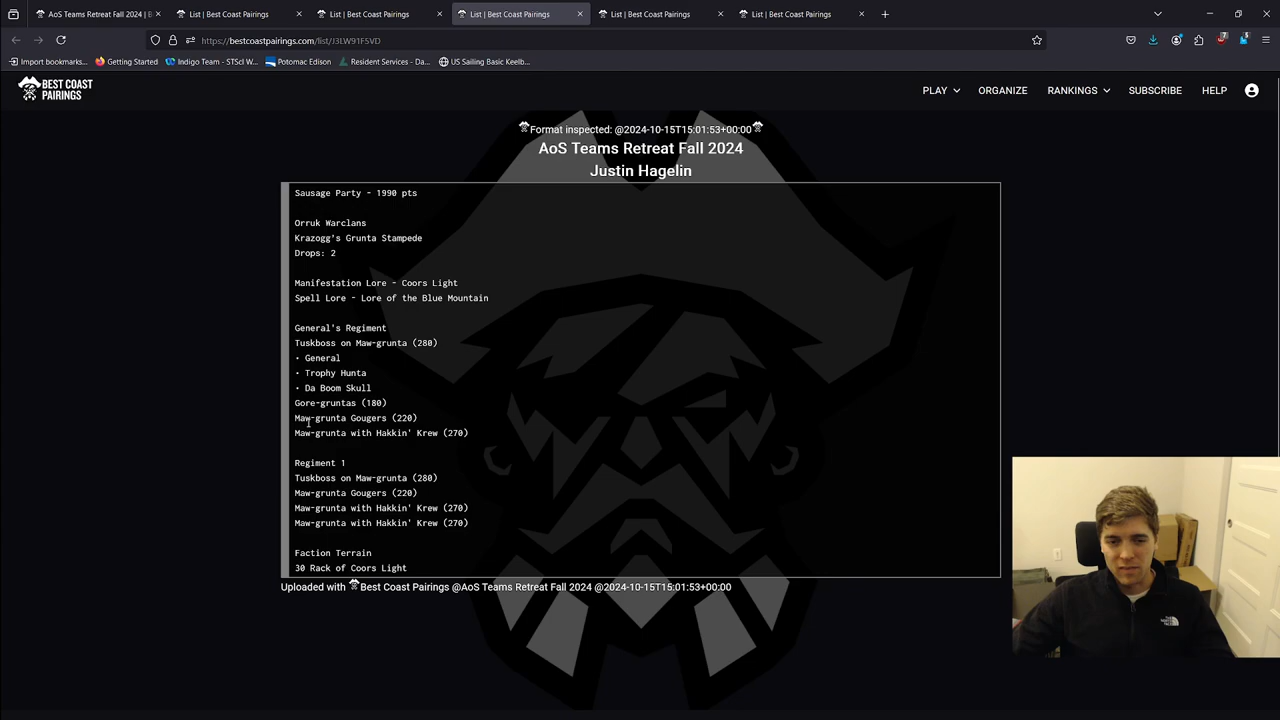 AoS Teams Retreat Fall 2024 | B
List | Best Coast Pairings
List | Best Coast Pairings
List | Best Coast Pairings
List | Best Coast Pairings
List | Best Coast Pairings
https://bestcoastpairings.com/list/J3LW91F5VD
Import bookmarks...
Getting Started
Indigo Team - STScI W...
Potomac Edison
Resident Services - Da...
US Sailing Basic Keelb...
BEST COAST
PAIRINGS
PLAY
ORGANIZE
RANKINGS
SUBSCRIBE
HELP
Format inspected: @2024-10-15T15:01:53+00:00
AoS Teams Retreat Fall 2024
Justin Hagelin
Sausage Party - 1990 pts
Orruk Warclans
Krazogg's Grunta Stampede
Drops: 2
Manifestation Lore - Coors Light
Spell Lore - Lore of the Blue Mountain
General's Regiment
Tuskboss on Maw-grunta (280)
• General
• Trophy Hunta
• Da Boom Skull
Gore-gruntas (180)
Maw-grunta Gougers (220)
Maw-grunta with Hakkin' Krew (270)
Regiment 1
Tuskboss on Maw-grunta (280)
Maw-grunta Gougers (220)
Maw-grunta with Hakkin' Krew (270)
Maw-grunta with Hakkin' Krew (270)
Faction Terrain
30 Rack of Coors Light
Uploaded with Best Coast Pairings @AoS Teams Retreat Fall 2024 @2024-10-15T15:01:53+00:00